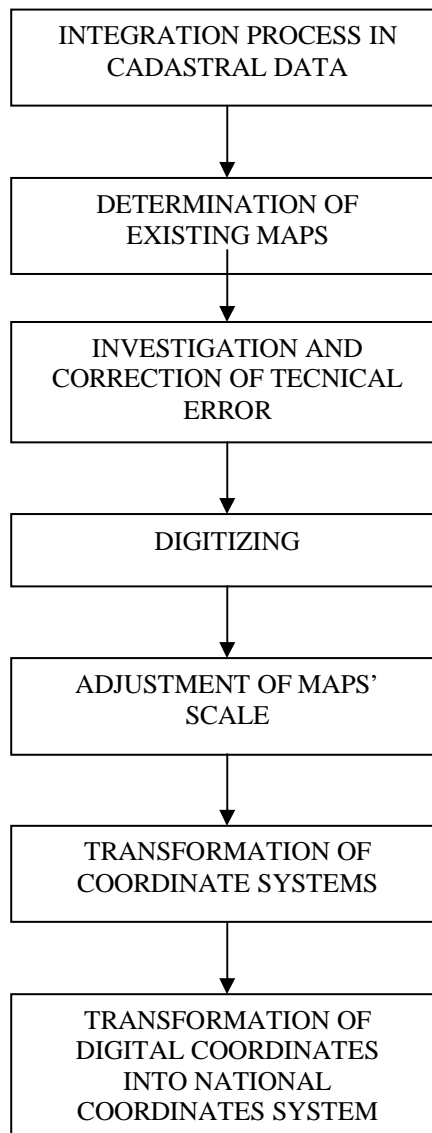 INTEGRATION PROCESS IN
CADASTRAL DATA
DETERMINATION OF
EXISTING MAPS
INVESTIGATION AND
CORRECTION OF TECNICAL
ERROR
DIGITIZING
ADJUSTMENT OF MAPS’
SCALE
TRANSFORMATION OF
COORDINATE SYSTEMS
TRANSFORMATION OF
DIGITAL COORDINATES
INTO NATIONAL
COORDINATES SYSTEM